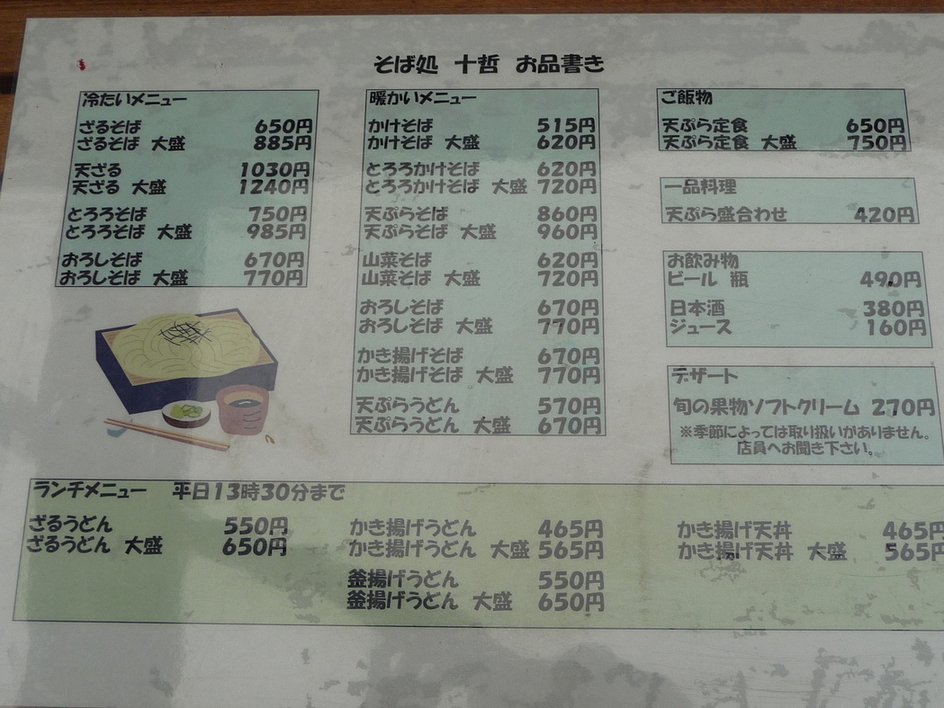 そば処 十哲 お品書き
冷たいメニュー
ざるそば 650円
ざるそば 大盛 885円
天ざる 1030円
天ざる 大盛 1240円
とろろそば 750円
とろろそば 大盛 985円
おろしそば 670円
おろしそば 大盛 770円
暖かいメニュー
かけそば 515円
かけそば 大盛 620円
とろろかけそば 620円
とろろかけそば 大盛 720円
天ぷらそば 860円
天ぷらそば 大盛 960円
山菜そば 620円
山菜そば 大盛 720円
おろしそば 670円
おろしそば 大盛 770円
かき揚げそば 670円
かき揚げそば 大盛 770円
天ぷらうどん 570円
天ぷらうどん 大盛 670円
ご飯物
天ぷら定食 650円
天ぷら定食 大盛 750円
一品料理
天ぷら盛合わせ 420円
お飲み物
ビール 瓶 490円
日本酒 380円
ジュース 160円
デザート
旬の果物ソフトクリーム 270円
※季節によっては取り扱いがありません。
店員へお聞き下さい。
ランチメニュー 平日13時30分まで
ざるうどん 550円
ざるうどん 大盛 650円
かき揚げうどん 465円
かき揚げうどん 大盛 565円
釜揚げうどん 550円
釜揚げうどん 大盛 650円
かき揚げ天丼 465円
かき揚げ天丼 大盛 565円